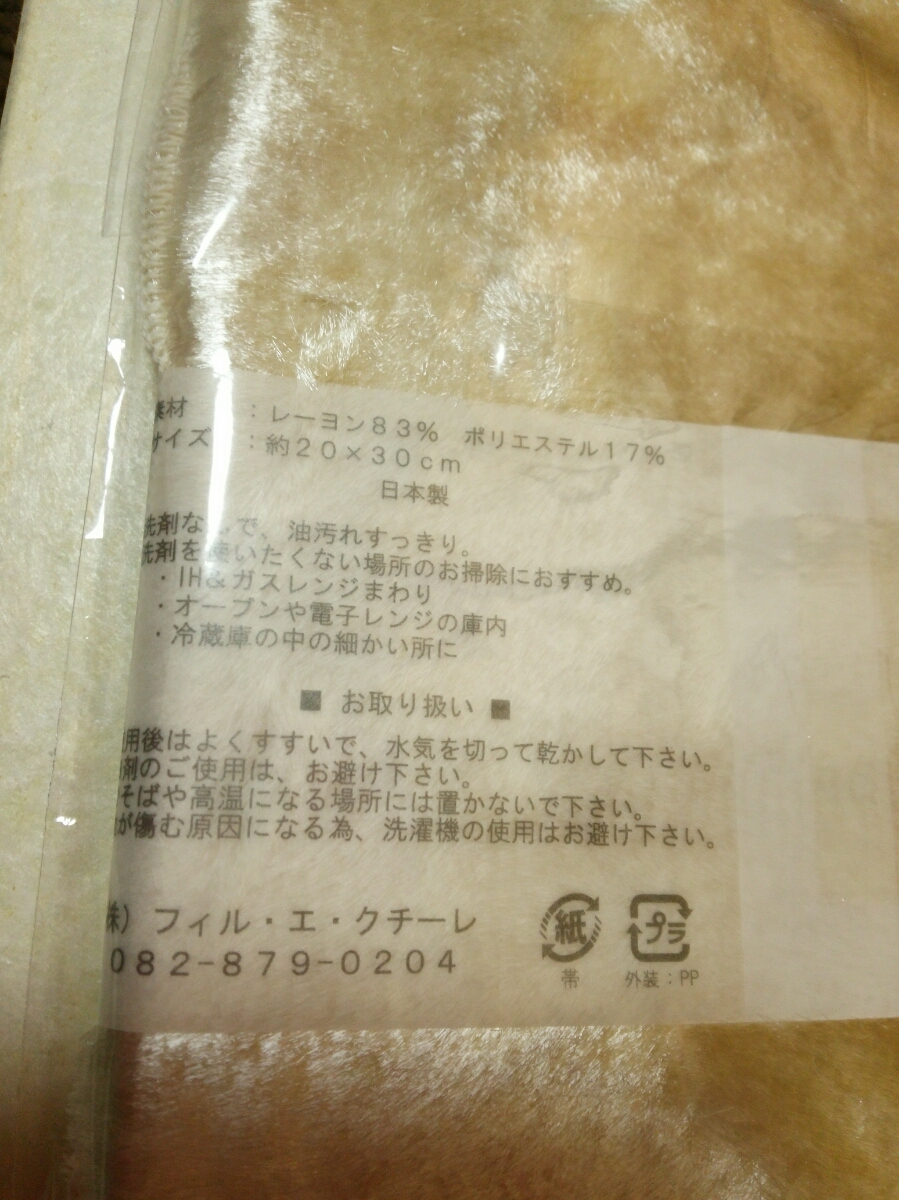 素材 ：レーヨン83% ポリエステル17%
サイズ ：約20×30cm
日本製
洗剤なしで、油汚れすっきり。
洗剤を使いたくない場所のお掃除におすすめ。
・IH&ガスレンジまわり
・オーブンや電子レンジの庫内
・冷蔵庫の中の細かい所に
■ お取り扱い ■
用後はよくすすいで、水気を切って乾かして下さい。
剤のご使用は、お避け下さい。
そばや高温になる場所には置かないで下さい。
が傷む原因になる為、洗濯機の使用はお避け下さい。
株）フィル・エ・クチーレ
082-879-0204
紙
プラ
帯
外装：PP